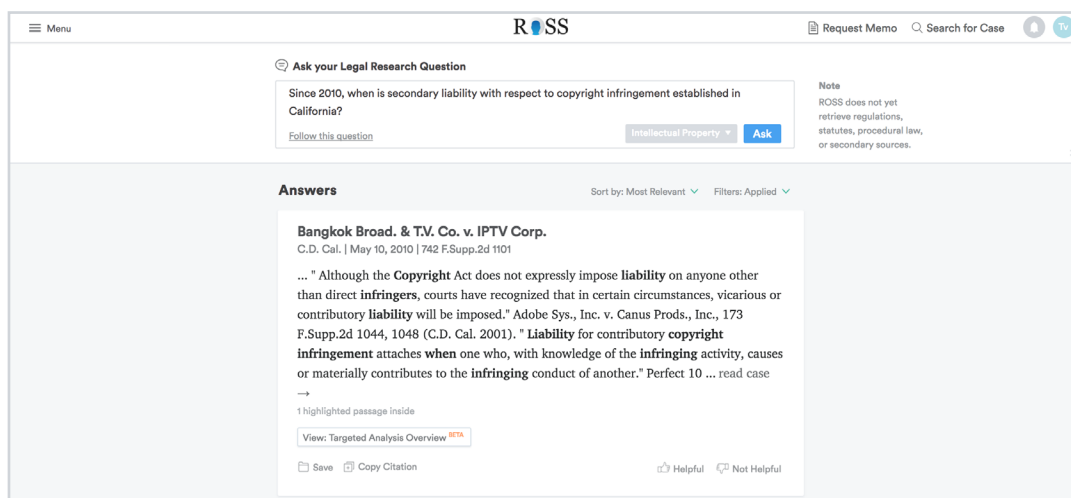 Menu
ROSS
Request Memo
Search for Case
Tv
Ask your Legal Research Question
Since 2010, when is secondary liability with respect to copyright infringement established in
California?
Follow this question
Intellectual Property
Ask
Note
ROSS does not yet
retrieve regulations,
statutes, procedural law,
or secondary sources.
Answers
Sort by: Most Relevant
Filters: Applied
Bangkok Broad. & T.V. Co. v. IPTV Corp.
C.D. Cal. | May 10, 2010 | 742 F.Supp.2d 1101
... " Although the Copyright Act does not expressly impose liability on anyone other
than direct infringers, courts have recognized that in certain circumstances, vicarious or
contributory liability will be imposed." Adobe Sys., Inc. v. Canus Prods., Inc., 173
F.Supp.2d 1044, 1048 (C.D. Cal. 2001). " Liability for contributory copyright
infringement attaches when one who, with knowledge of the infringing activity, causes
or materially contributes to the infringing conduct of another." Perfect 10 ... read case
→
1 highlighted passage inside
View: Targeted Analysis Overview BETA
Save
Copy Citation
Helpful
Not Helpful